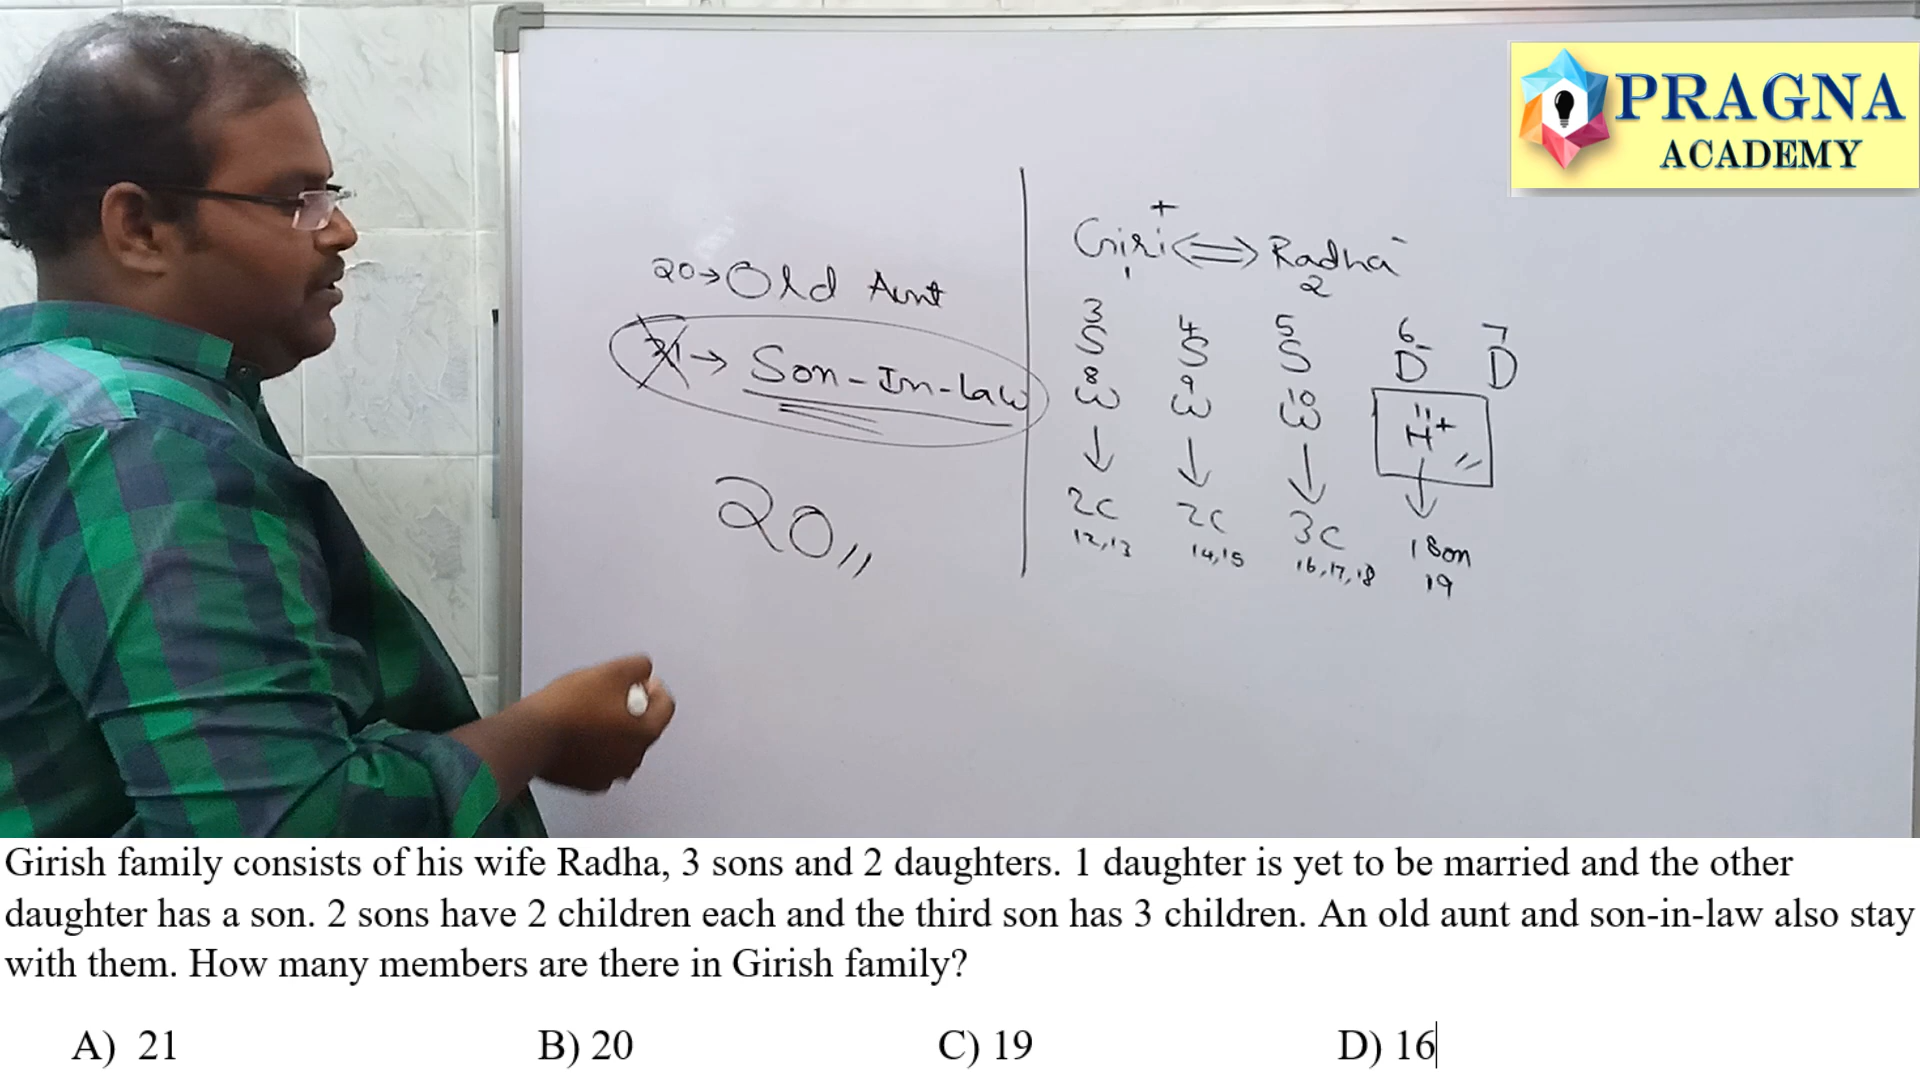 PRAGNA
ACADEMY
20→ Old Aunt
21 → Son-In-law
20 //
+
Giri ⇔ Radha -
1 2
3 4 5 6 7
S S S D - D
8 9 10
W W W
11
H +
//
↓ ↓ ↓ ↓
2C 2C 3C 1 Son
12,13 14,15 16,17,18 19
Girish family consists of his wife Radha, 3 sons and 2 daughters. 1 daughter is yet to be married and the other
daughter has a son. 2 sons have 2 children each and the third son has 3 children. An old aunt and son-in-law also stay
with them. How many members are there in Girish family?
A) 21 B) 20 C) 19 D) 16